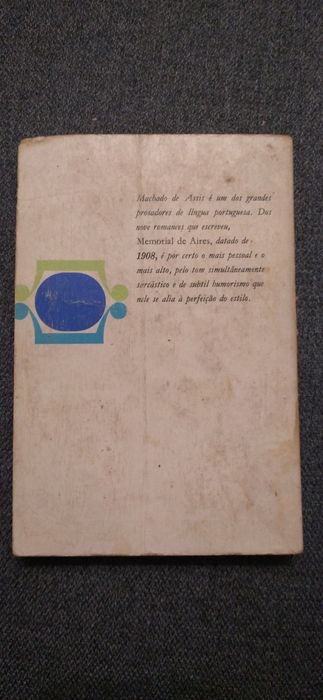 Machado de Assis é um dos grandes
prosadores de língua portuguesa. Dos
nove romances que escreveu,
Memorial de Aires, datado de
1908, é por certo o mais pessoal e o
mais alto, pelo tom simultâneamente
sarcástico e de subtil humorismo que
nele se alia à perfeição do estilo.